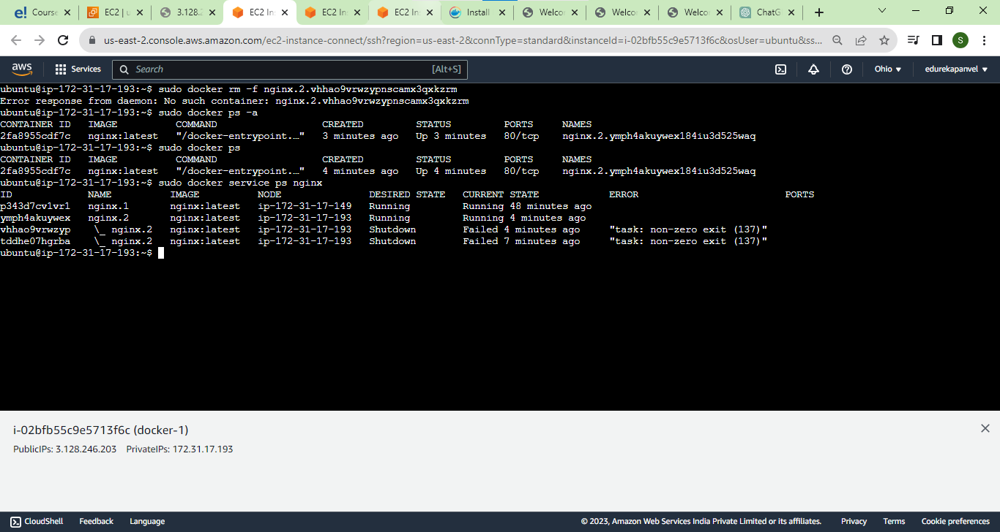 e! Course
EC2 | u
3.128.2
EC2 In
EC2 In
EC2 In
Install
Welco
Welco
Welco
ChatG
us-east-2.console.aws.amazon.com/ec2-instance-connect/ssh?region=us-east-2&connType=standard&instanceId=i-02bfb55c9e5713f6c&osUser=ubuntu&ss...
S
aws
Services
Search
[Alt+S]
Ohio
edurekapanvel
ubuntu@ip-172-31-17-193:~$ sudo docker rm -f nginx.2.vhhao9vrwzypnscamx3qxkzrm
Error response from daemon: No such container: nginx.2.vhhao9vrwzypnscamx3qxkzrm
ubuntu@ip-172-31-17-193:~$ sudo docker ps -a
CONTAINER ID   IMAGE          COMMAND                  CREATED         STATUS         PORTS     NAMES
2fa8955cdf7c   nginx:latest   "/docker-entrypoint.…"   3 minutes ago   Up 3 minutes   80/tcp    nginx.2.ymph4akuywex184iu3d525waq
ubuntu@ip-172-31-17-193:~$ sudo docker ps
CONTAINER ID   IMAGE          COMMAND                  CREATED         STATUS         PORTS     NAMES
2fa8955cdf7c   nginx:latest   "/docker-entrypoint.…"   4 minutes ago   Up 4 minutes   80/tcp    nginx.2.ymph4akuywex184iu3d525waq
ubuntu@ip-172-31-17-193:~$ sudo docker service ps nginx
ID             NAME          IMAGE          NODE               DESIRED STATE   CURRENT STATE            ERROR                         PORTS
p343d7cv1vr1   nginx.1       nginx:latest   ip-172-31-17-149   Running         Running 48 minutes ago
ymph4akuywex   nginx.2       nginx:latest   ip-172-31-17-193   Running         Running 4 minutes ago
vhhao9vrwzyp    \_ nginx.2   nginx:latest   ip-172-31-17-193   Shutdown        Failed 4 minutes ago     "task: non-zero exit (137)"
tddhe07hgrba    \_ nginx.2   nginx:latest   ip-172-31-17-193   Shutdown        Failed 7 minutes ago     "task: non-zero exit (137)"
ubuntu@ip-172-31-17-193:~$
i-02bfb55c9e5713f6c (docker-1)
PublicIPs: 3.128.246.203 PrivateIPs: 172.31.17.193
CloudShell
Feedback
Language
© 2023, Amazon Web Services India Private Limited or its affiliates.
Privacy
Terms
Cookie preferences